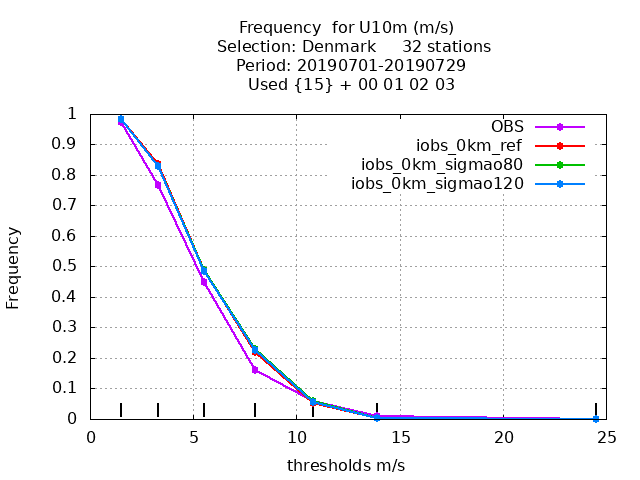 Frequency  for U10m (m/s)
Selection: Denmark     32 stations
Period: 20190701-20190729
Used {15} + 00 01 02 03
OBS
iobs_0km_ref
iobs_0km_sigmao80
iobs_0km_sigmao120
1
0.9
0.8
0.7
0.6
0.5
0.4
0.3
0.2
0.1
0
Frequency
0 5 10 15 20 25
thresholds m/s